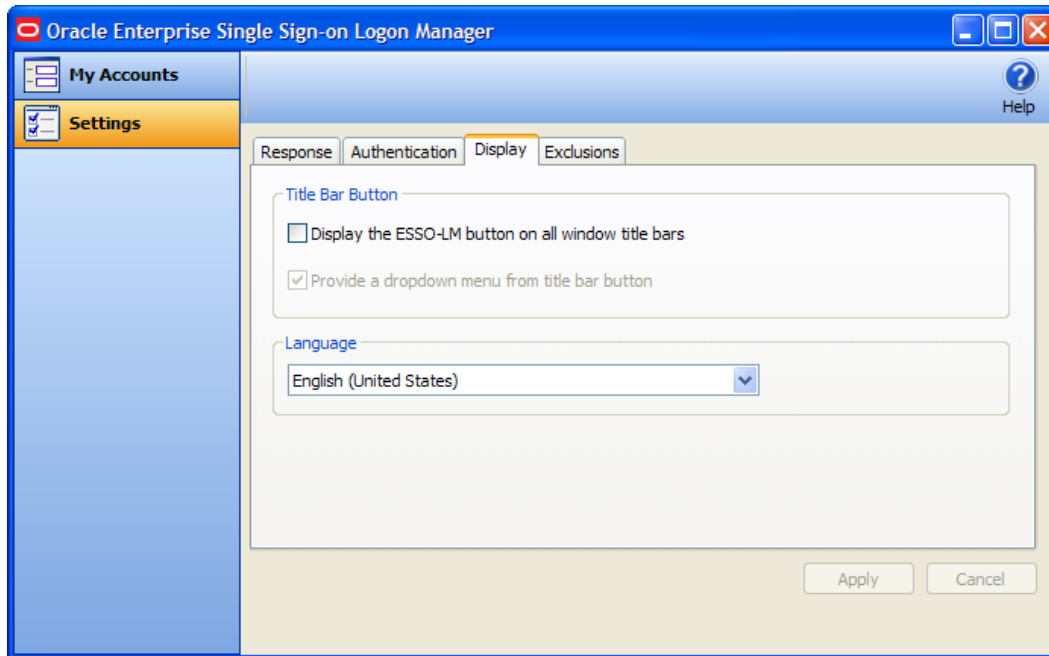 Oracle Enterprise Single Sign-on Logon Manager
My Accounts
Settings
Help
Response Authentication Display Exclusions
Title Bar Button
Display the ESSO-LM button on all window title bars
Provide a dropdown menu from title bar button
Language
English (United States)
Apply Cancel